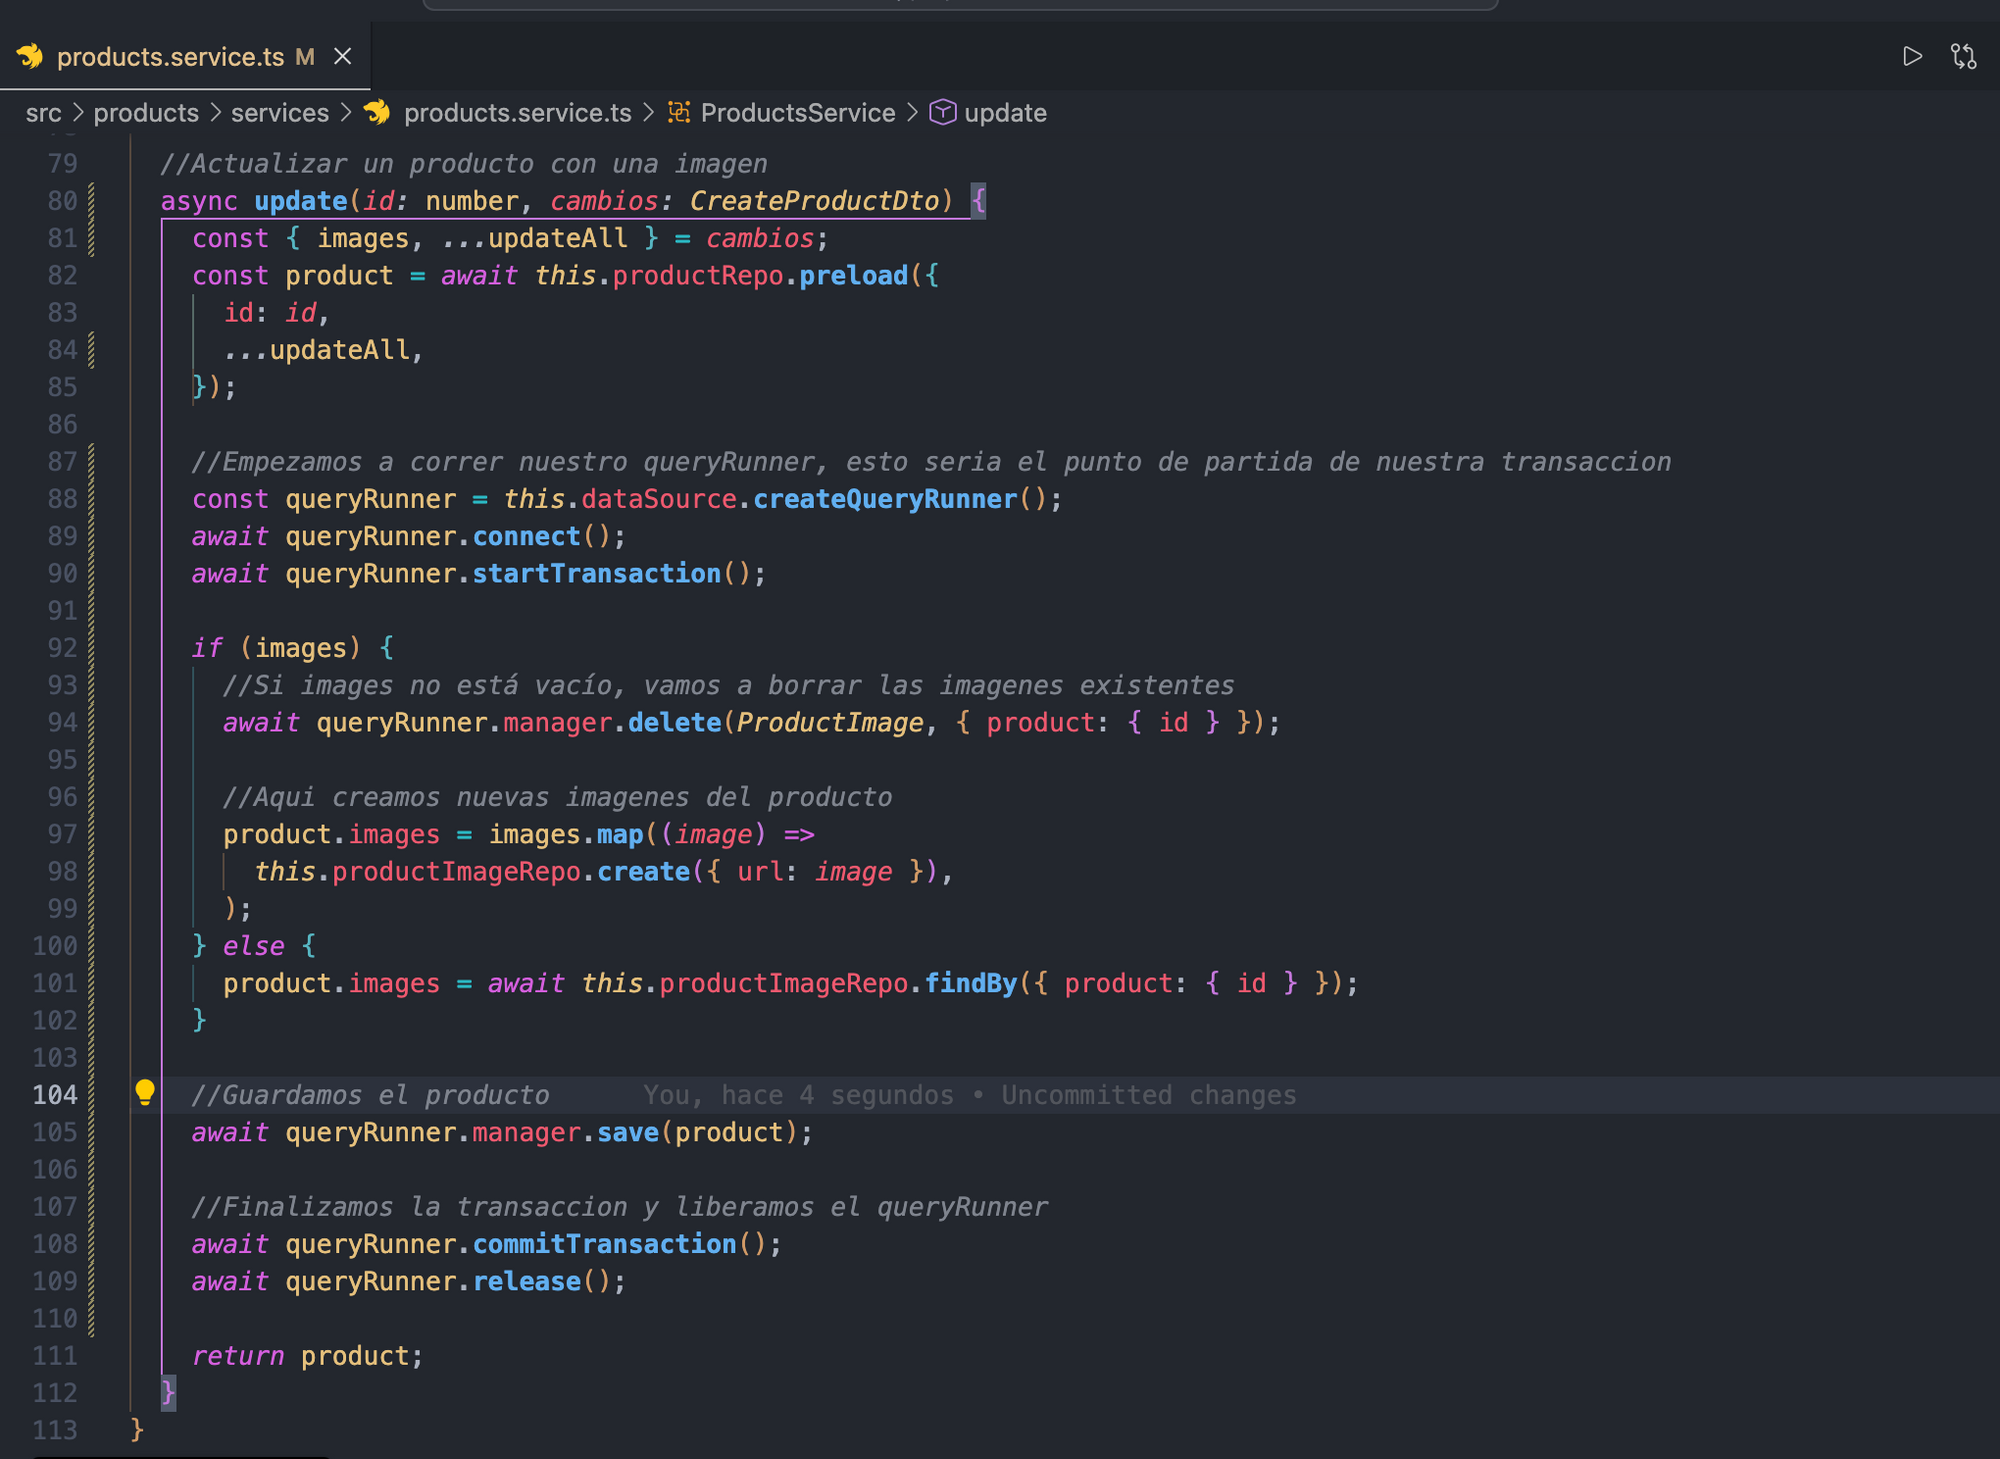 products.service.ts M
src > products > services > products.service.ts > ProductsService > update
79 //Actualizar un producto con una imagen
80 async update(id: number, cambios: CreateProductDto) {
81 const { images, ...updateAll } = cambios;
82 const product = await this.productRepo.preload({
83 id: id,
84 ...updateAll,
85 });
86
87 //Empezamos a correr nuestro queryRunner, esto seria el punto de partida de nuestra transaccion
88 const queryRunner = this.dataSource.createQueryRunner();
89 await queryRunner.connect();
90 await queryRunner.startTransaction();
91
92 if (images) {
93 //Si images no está vacío, vamos a borrar las imagenes existentes
94 await queryRunner.manager.delete(ProductImage, { product: { id } });
95
96 //Aqui creamos nuevas imagenes del producto
97 product.images = images.map((image) =>
98 this.productImageRepo.create({ url: image }),
99 );
100 } else {
101 product.images = await this.productImageRepo.findBy({ product: { id } });
102 }
103
104 //Guardamos el producto You, hace 4 segundos • Uncommitted changes
105 await queryRunner.manager.save(product);
106
107 //Finalizamos la transaccion y liberamos el queryRunner
108 await queryRunner.commitTransaction();
109 await queryRunner.release();
110
111 return product;
112 }
113 }